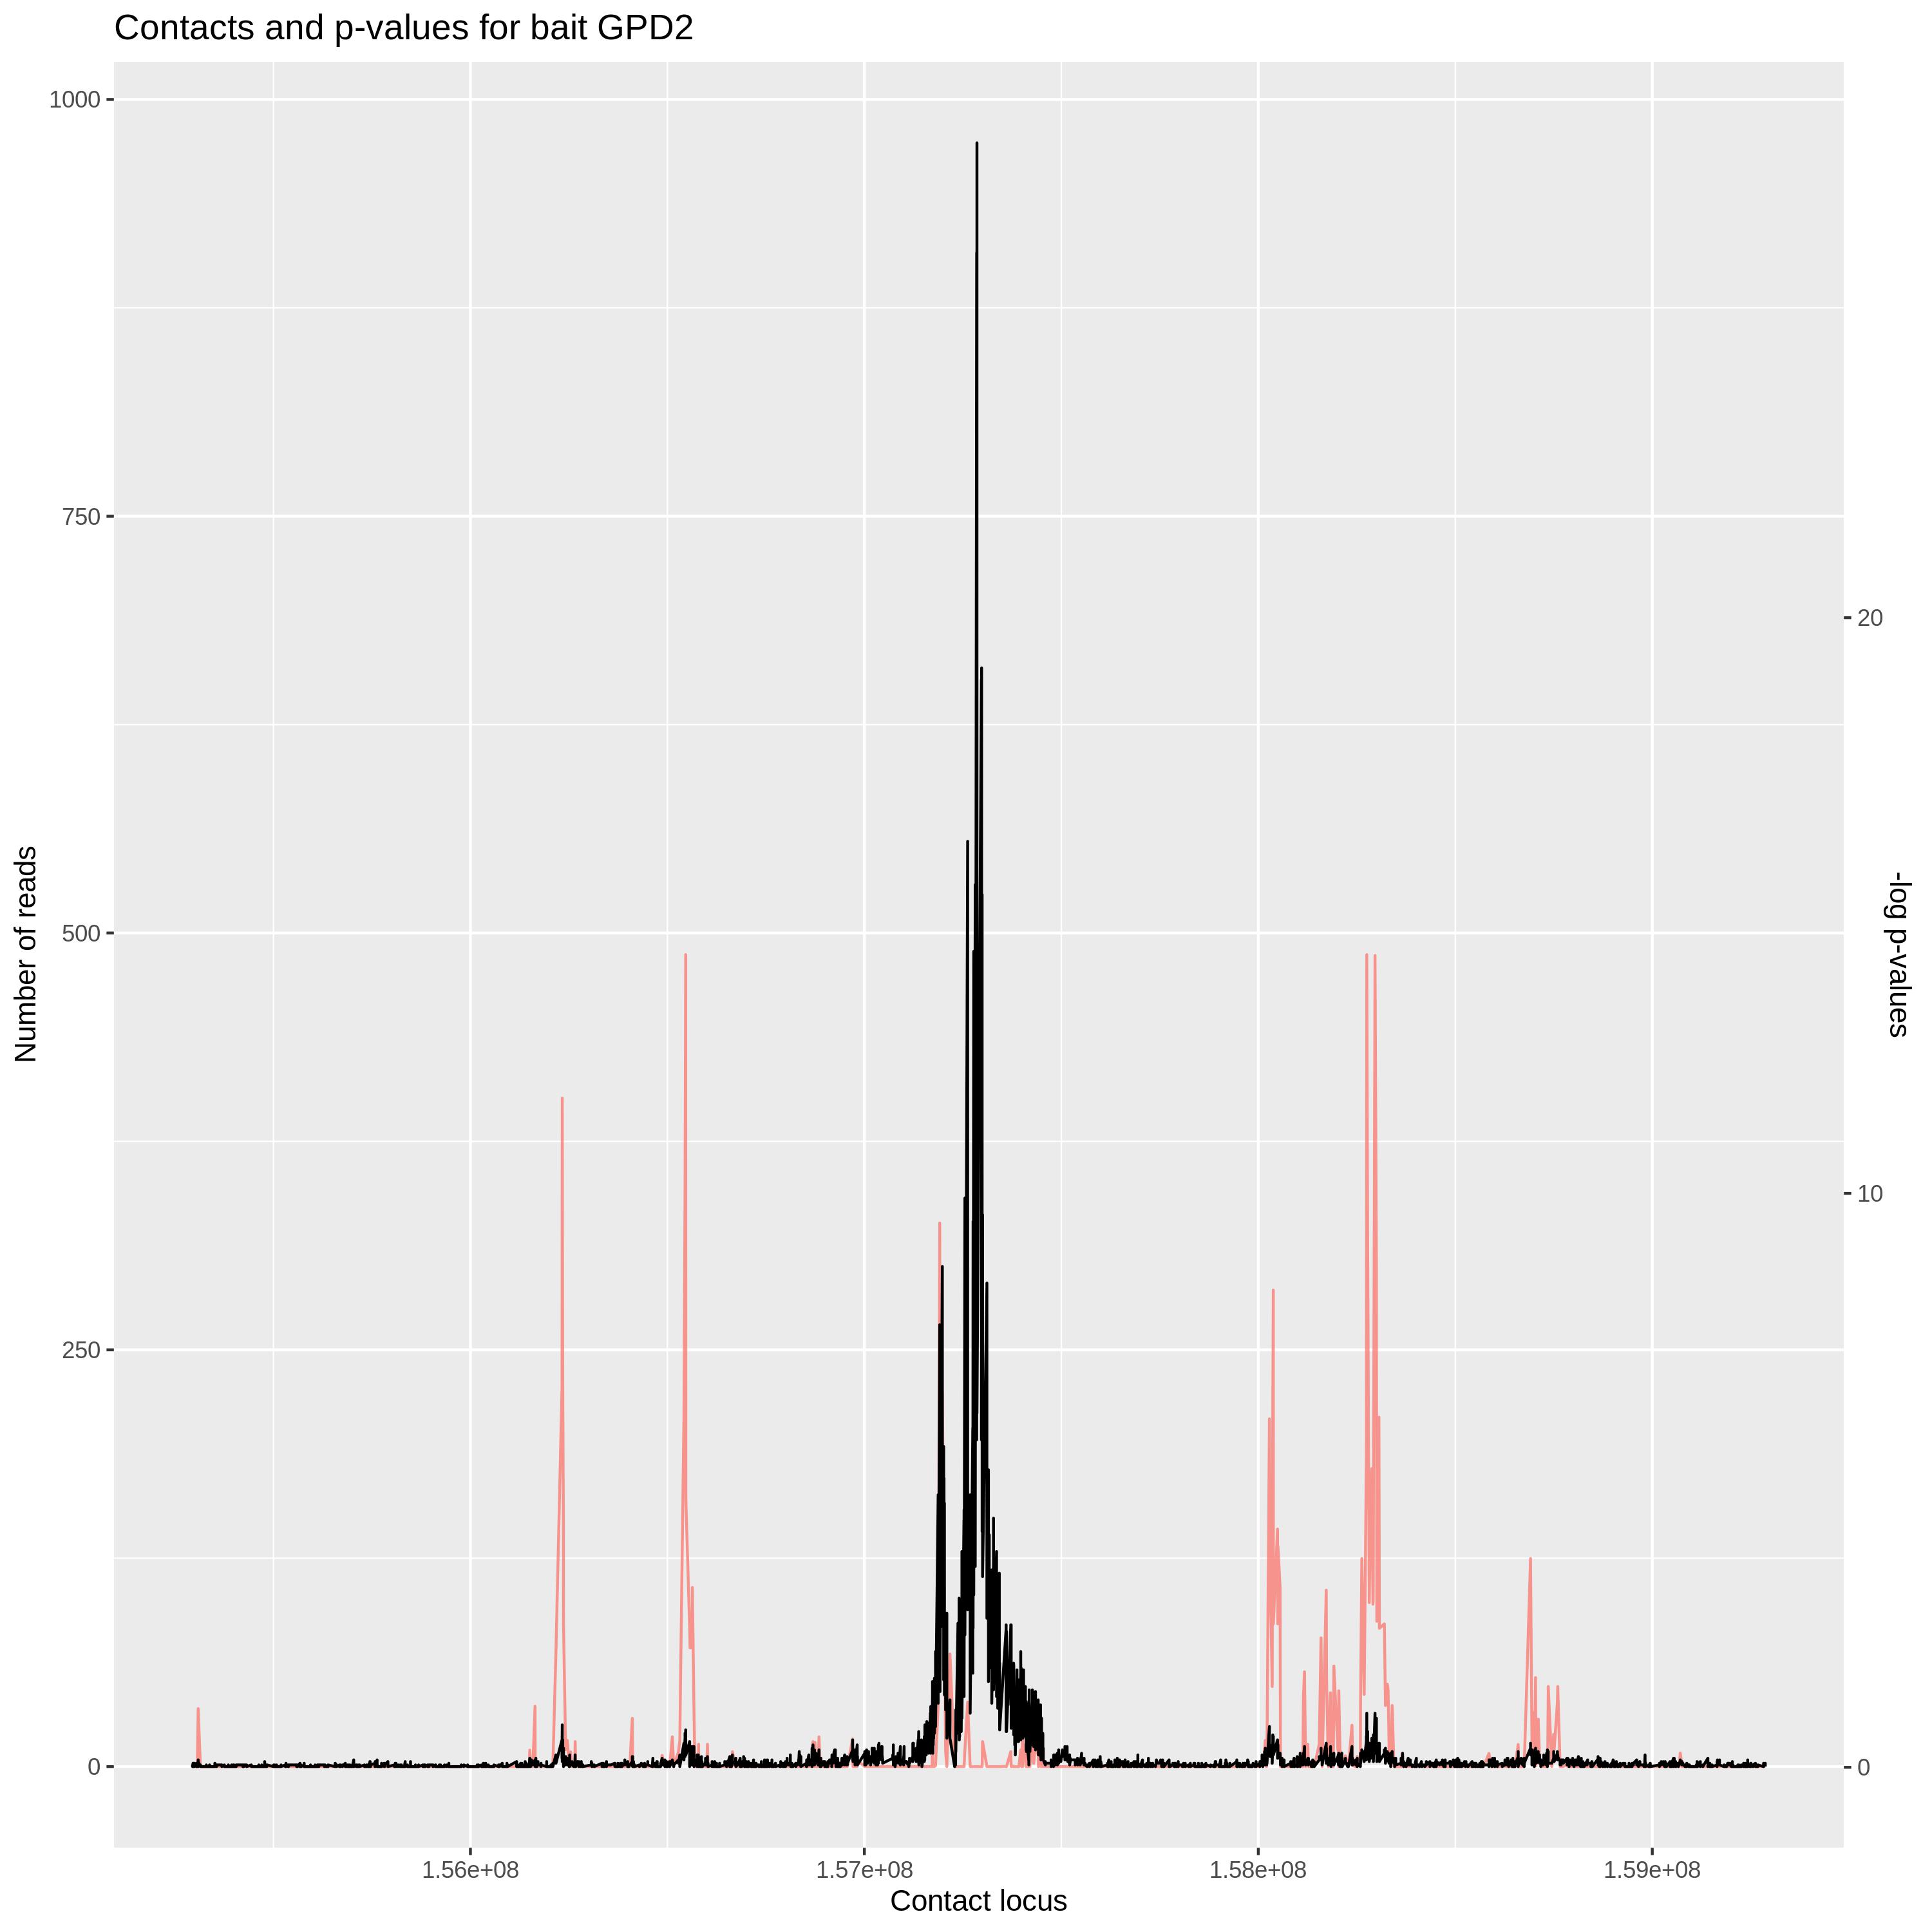 Contacts and p-values for bait GPD2
1000
750
500
250
0
Number of reads
20
10
0
-log p-values
1.56e+08
1.57e+08
1.58e+08
1.59e+08
Contact locus